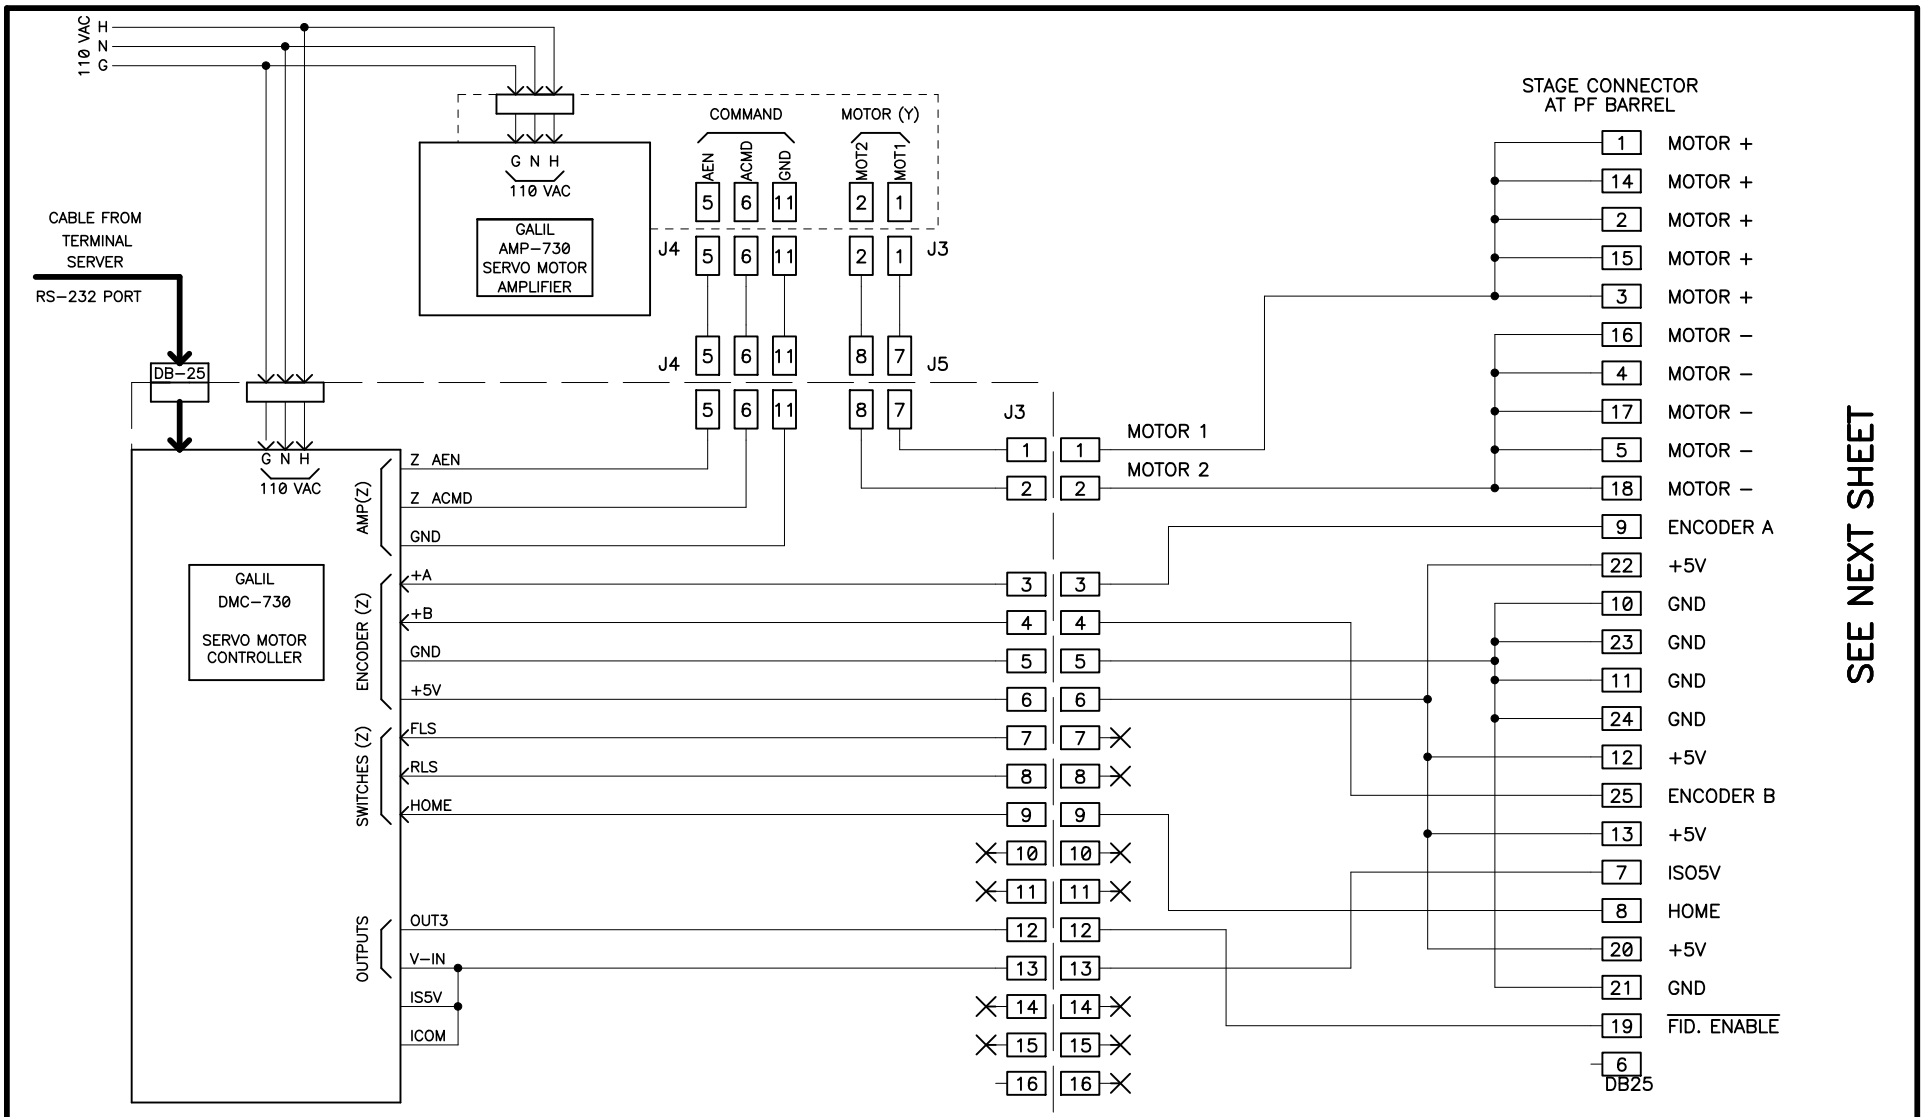 110 VAC
H
N
G
CABLE FROM
TERMINAL
SERVER
RS-232 PORT
DB-25
G N H
110 VAC
GALIL
AMP-730
SERVO MOTOR
AMPLIFIER
COMMAND
MOTOR (Y)
AEN
ACMD
GND
MOT2
MOT1
5 6 11 2 1
J4 5 6 11 2 1 J3
J4 5 6 11 8 7 J5
5 6 11 8 7
G N H
110 VAC
GALIL
DMC-730
SERVO MOTOR
CONTROLLER
AMP(Z)
Z AEN
Z ACMD
GND
ENCODER (Z)
+A
+B
GND
+5V
SWITCHES (Z)
FLS
RLS
HOME
OUTPUTS
OUT3
V-IN
IS5V
ICOM
J3
1 1 MOTOR 1
2 2 MOTOR 2
3 3
4 4
5 5
6 6
7 7
8 8
9 9
10 10
11 11
12 12
13 13
14 14
15 15
16 16
STAGE CONNECTOR
AT PF BARREL
1 MOTOR +
14 MOTOR +
2 MOTOR +
15 MOTOR +
3 MOTOR +
16 MOTOR -
4 MOTOR -
17 MOTOR -
5 MOTOR -
18 MOTOR -
9 ENCODER A
22 +5V
10 GND
23 GND
11 GND
24 GND
12 +5V
25 ENCODER B
13 +5V
7 ISO5V
8 HOME
20 +5V
21 GND
19 FID. ENABLE
6
DB25
SEE NEXT SHEET